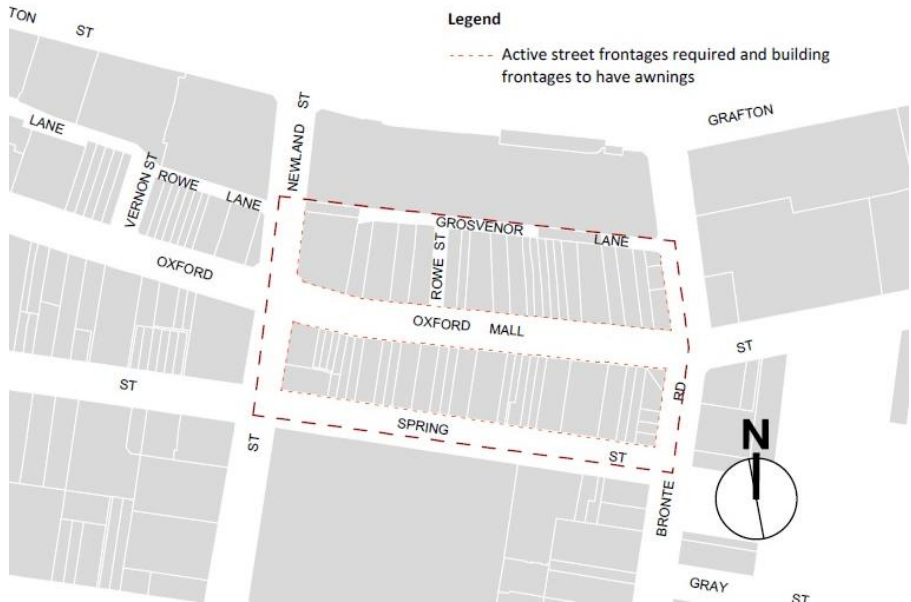 TON ST
Legend
Active street frontages required and building
frontages to have awnings
NEWLAND ST
GRAFTON
LANE
VERNON ST
ROWE LANE
GROSVENOR LANE
ROWE ST
OXFORD
OXFORD MALL
ST
ST
RD
SPRING ST
ST
N
BRONTE
GRAY ST